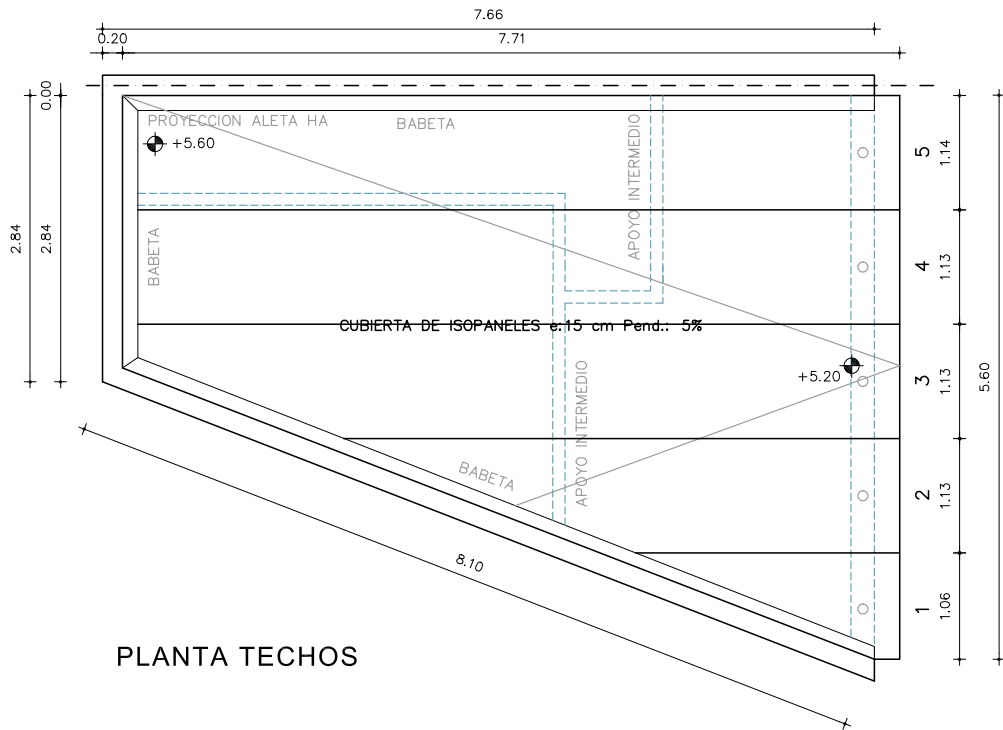 7.66
0.20
7.71
0.00
2.84
2.84
PROYECCION ALETA HA
BABETA
+5.60
BABETA
APOYO INTERMEDIO
5
1.14
4
1.13
CUBIERTA DE ISOPANELES e:15 cm Pend.: 5%
+5.20
3
1.13
5.60
APOYO INTERMEDIO
BABETA
2
1.13
8.10
1
1.06
PLANTA TECHOS